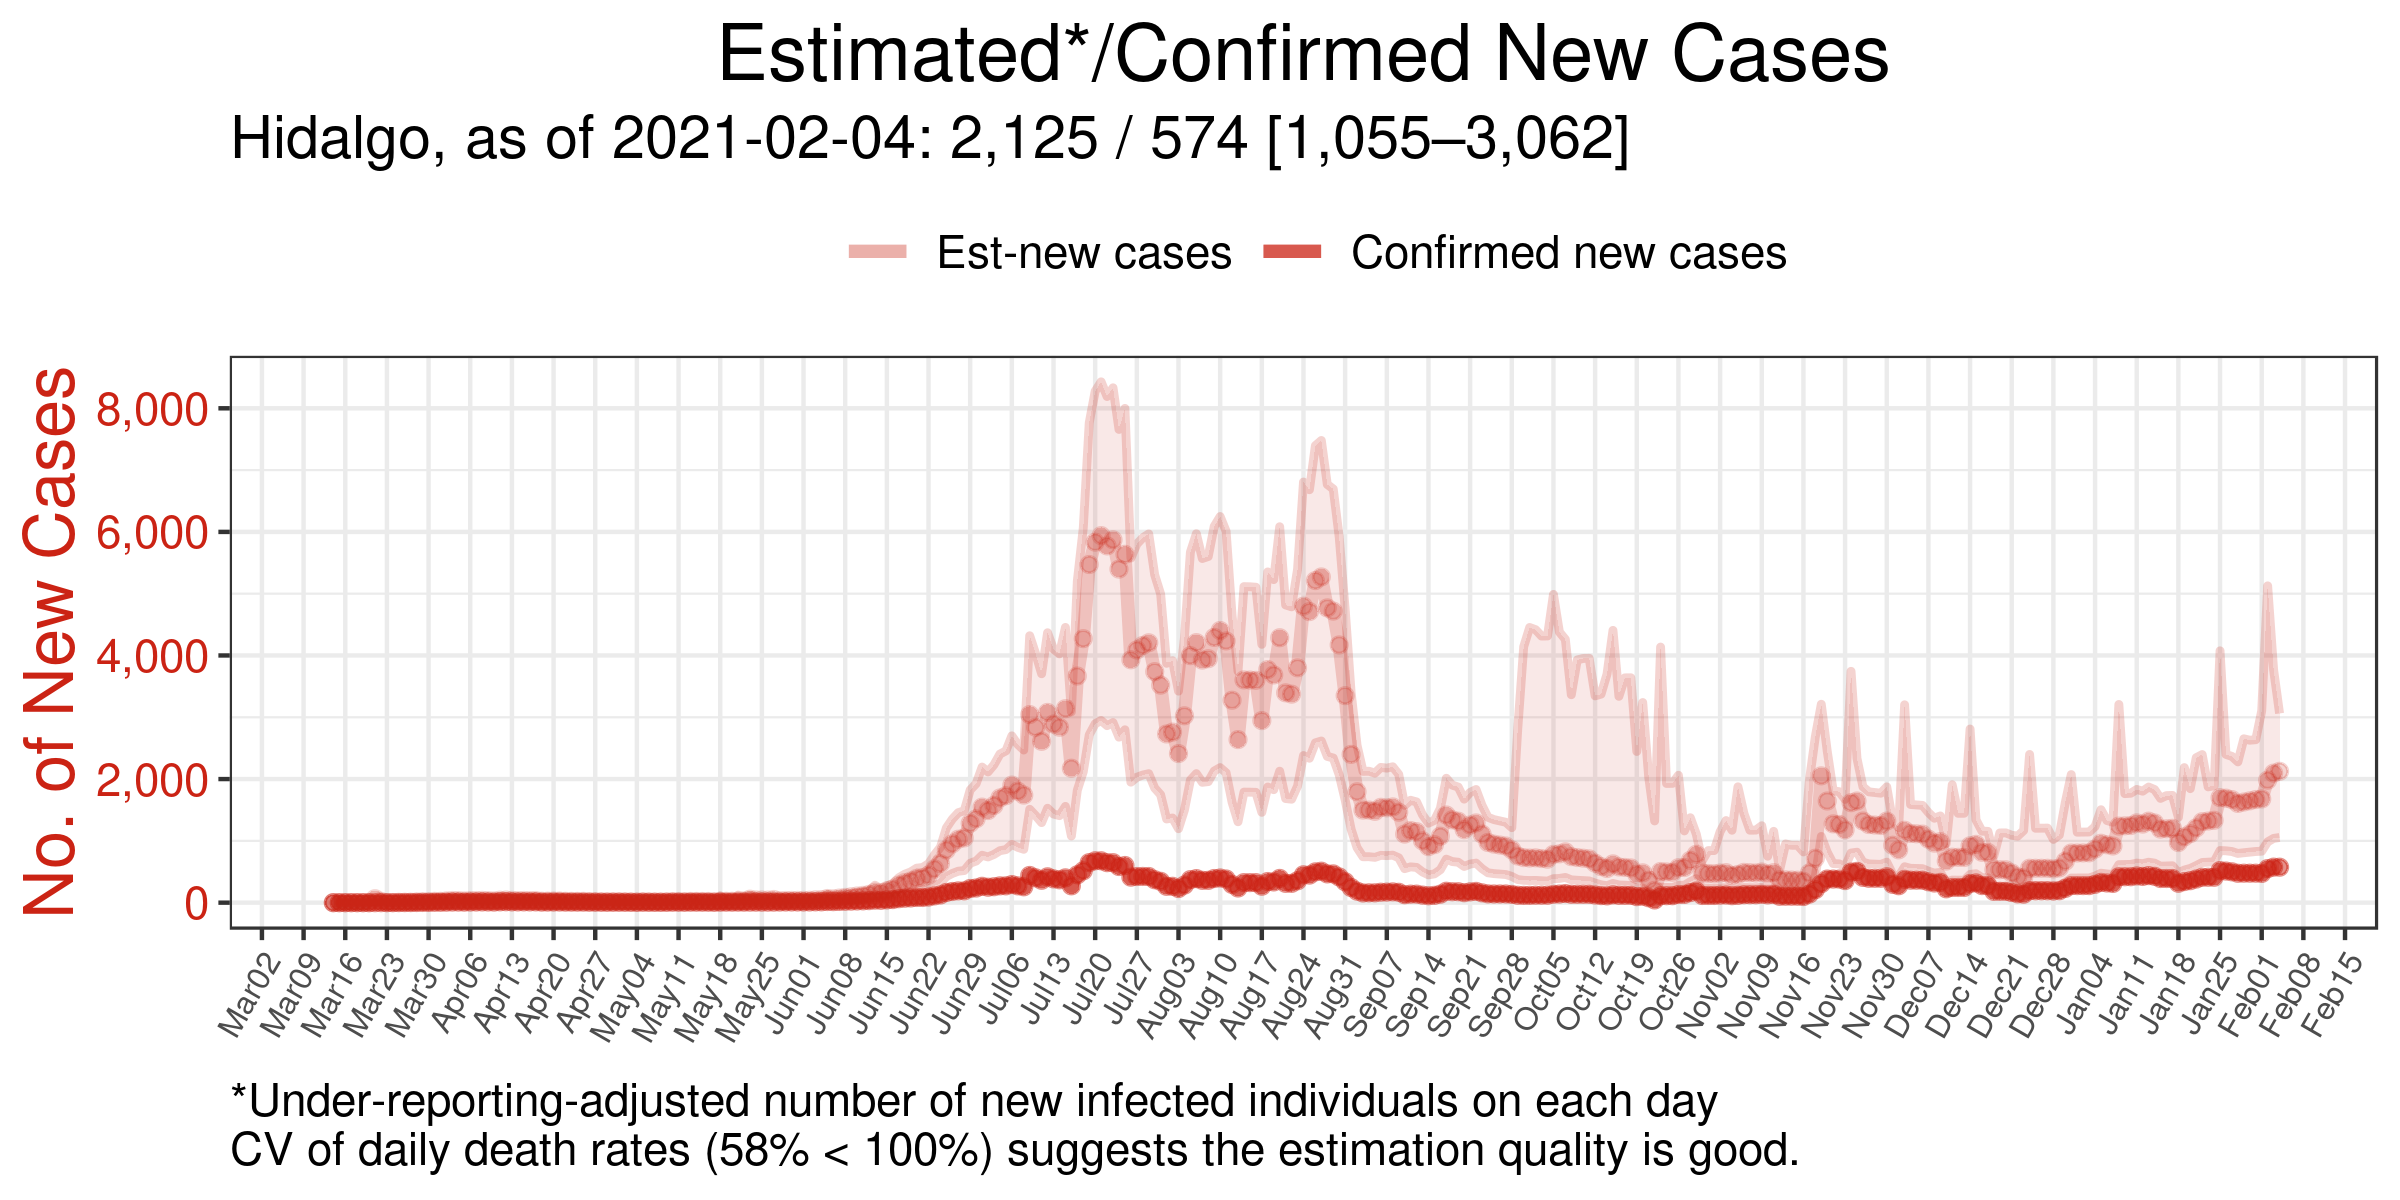 Estimated*/Confirmed New Cases
Hidalgo, as of 2021-02-04: 2,125 / 574 [1,055–3,062]
Est-new cases Confirmed new cases
No. of New Cases
8,000
6,000
4,000
2,000
0
Mar02 Mar09 Mar16 Mar23 Mar30 Apr06 Apr13 Apr20 Apr27 May04 May11 May18 May25 Jun01 Jun08 Jun15 Jun22 Jun29 Jul06 Jul13 Jul20 Jul27 Aug03 Aug10 Aug17 Aug24 Aug31 Sep07 Sep14 Sep21 Sep28 Oct05 Oct12 Oct19 Oct26 Nov02 Nov09 Nov16 Nov23 Nov30 Dec07 Dec14 Dec21 Dec28 Jan04 Jan11 Jan18 Jan25 Feb01 Feb08 Feb15
*Under-reporting-adjusted number of new infected individuals on each day
CV of daily death rates (58% < 100%) suggests the estimation quality is good.